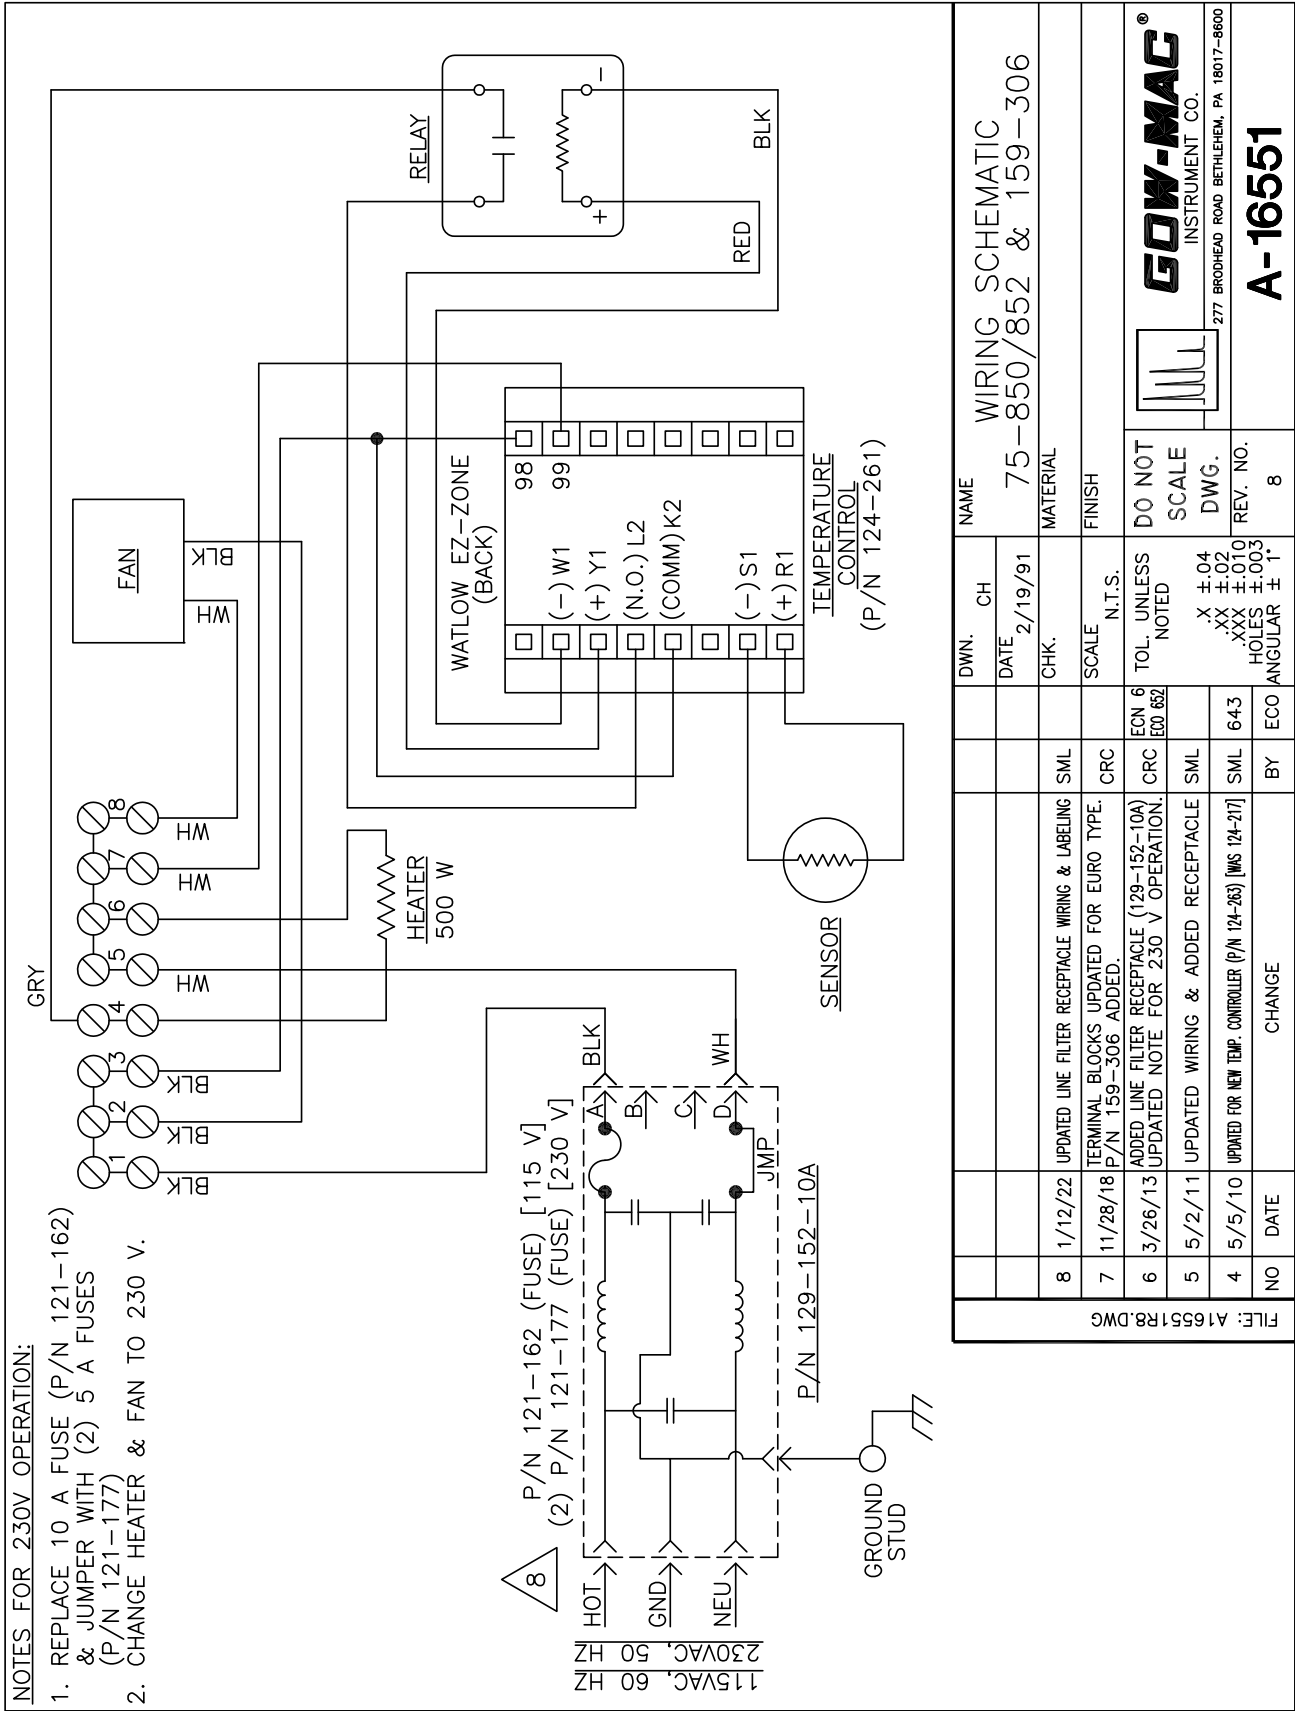 NOTES FOR 230V OPERATION:
1. REPLACE 10 A FUSE (P/N 121-162)
& JUMPER WITH (2) 5 A FUSES
(P/N 121-177)
2. CHANGE HEATER & FAN TO 230 V.
GRY
1
2
3
4
5
6
7
8
BLK
BLK
BLK
WH
WH
WH
FAN
WH
BLK
RELAY
+
-
RED
BLK
HEATER
500 W
WATLOW EZ-ZONE
(BACK)
98
99
(-) W1
(+) Y1
(N.O.) L2
(COMM) K2
(-) S1
(+) R1
TEMPERATURE
CONTROL
(P/N 124-261)
SENSOR
8
P/N 121-162 (FUSE) [115 V]
(2) P/N 121-177 (FUSE) [230 V]
HOT
GND
NEU
115VAC, 60 HZ
230VAC, 50 HZ
A
B
C
D
JMP
BLK
WH
P/N 129-152-10A
GROUND
STUD
FILE: A16551R8.DWG
8 1/12/22 UPDATED LINE FILTER RECEPTACLE WIRING & LABELING SML
7 11/28/18 TERMINAL BLOCKS UPDATED FOR EURO TYPE. CRC
P/N 159-306 ADDED.
6 3/26/13 ADDED LINE FILTER RECEPTACLE (129-152-10A) CRC ECN 6
UPDATED NOTE FOR 230 V OPERATION. ECO 652
5 5/2/11 UPDATED WIRING & ADDED RECEPTACLE SML
4 5/5/10 UPDATED FOR NEW TEMP. CONTROLLER (P/N 124-263) [WAS 124-217] SML 643
NO DATE CHANGE BY ECO
DWN. CH
DATE 2/19/91
CHK.
SCALE N.T.S.
TOL. UNLESS
NOTED
.X ±.04
.XX ±.02
.XXX ±.010
HOLES ±.003
ANGULAR ± 1°
NAME
WIRING SCHEMATIC
75-850/852 & 159-306
MATERIAL
FINISH
DO NOT
SCALE
DWG.
REV. NO.
8
GOW-MAC®
INSTRUMENT CO.
277 BRODHEAD ROAD BETHLEHEM, PA 18017-8600
A-16551